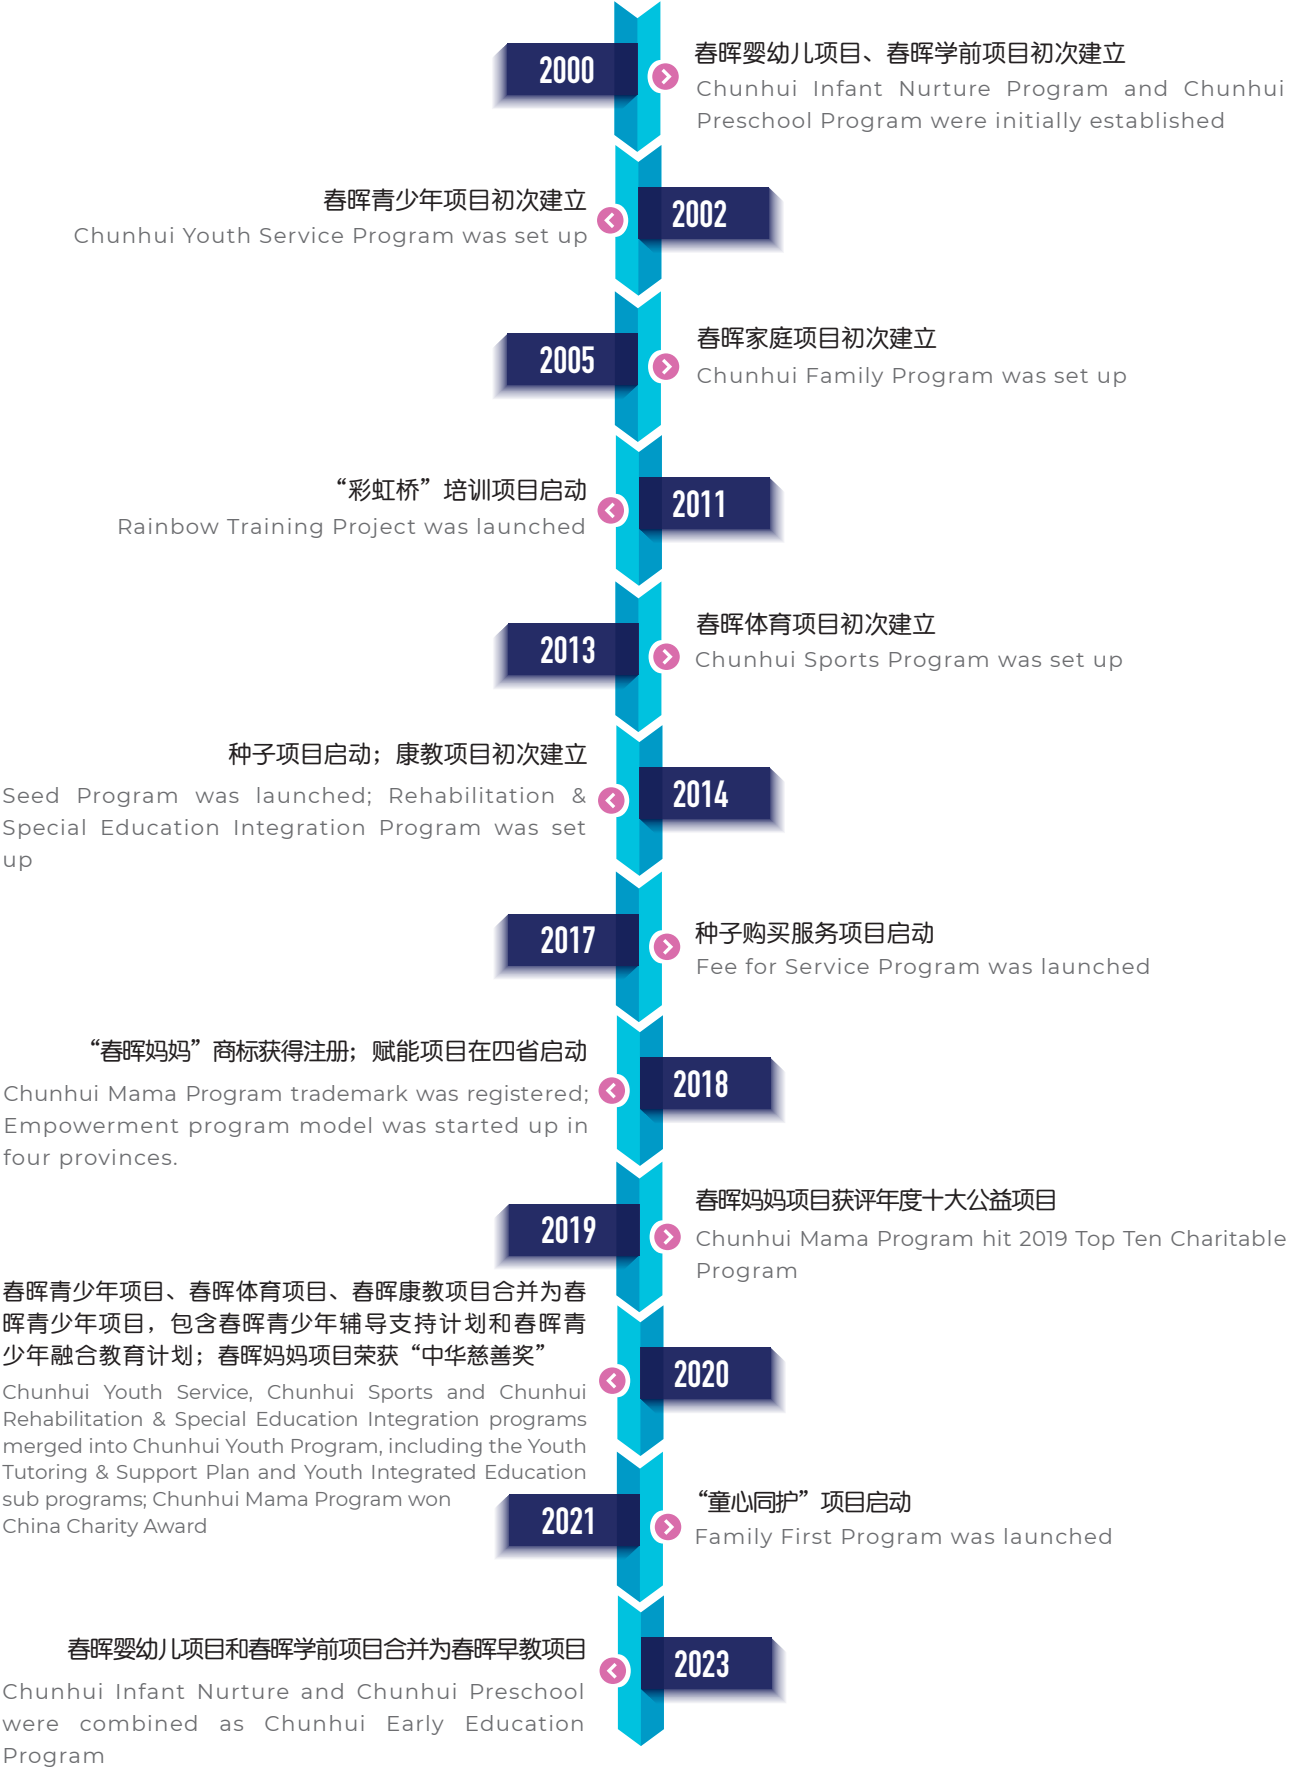 2000
春晖婴幼儿项目、春晖学前项目初次建立
Chunhui Infant Nurture Program and Chunhui
Preschool Program were initially established
春晖青少年项目初次建立
Chunhui Youth Service Program was set up
2002
2005
春晖家庭项目初次建立
Chunhui Family Program was set up
“彩虹桥”培训项目启动
Rainbow Training Project was launched
2011
2013
春晖体育项目初次建立
Chunhui Sports Program was set up
种子项目启动；康教项目初次建立
Seed Program was launched; Rehabilitation &
Special Education Integration Program was set
up
2014
2017
种子购买服务项目启动
Fee for Service Program was launched
“春晖妈妈”商标获得注册；赋能项目在四省启动
Chunhui Mama Program trademark was registered;
Empowerment program model was started up in
four provinces.
2018
2019
春晖妈妈项目获评年度十大公益项目
Chunhui Mama Program hit 2019 Top Ten Charitable
Program
春晖青少年项目、春晖体育项目、春晖康教项目合并为春
晖青少年项目，包含春晖青少年辅导支持计划和春晖青
少年融合教育计划；春晖妈妈项目荣获“中华慈善奖”
Chunhui Youth Service, Chunhui Sports and Chunhui
Rehabilitation & Special Education Integration programs
merged into Chunhui Youth Program, including the Youth
Tutoring & Support Plan and Youth Integrated Education
sub programs; Chunhui Mama Program won
China Charity Award
2020
2021
“童心同护”项目启动
Family First Program was launched
春晖婴幼儿项目和春晖学前项目合并为春晖早教项目
Chunhui Infant Nurture and Chunhui Preschool
were combined as Chunhui Early Education
Program
2023